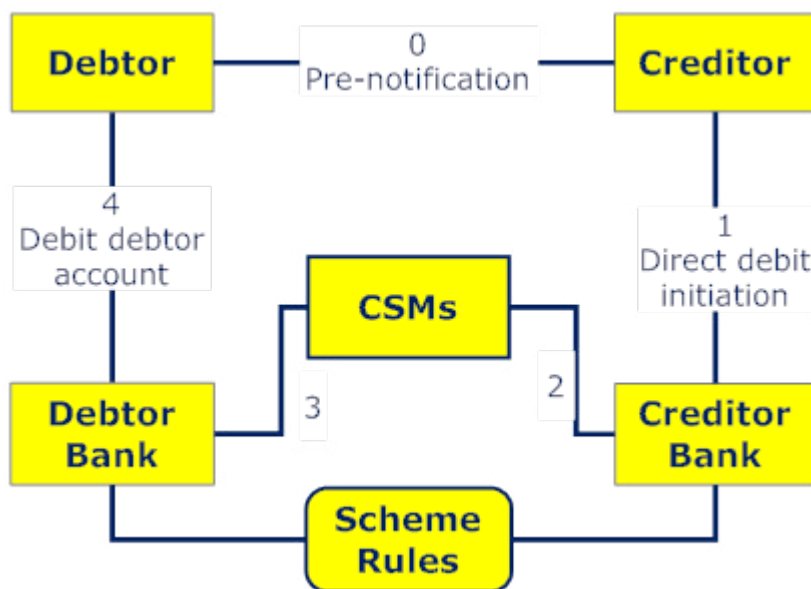 Debtor
0
Pre-notification
Creditor
4
Debit debtor
account
1
Direct debit
initiation
CSMs
3
2
Debtor
Bank
Creditor
Bank
Scheme
Rules